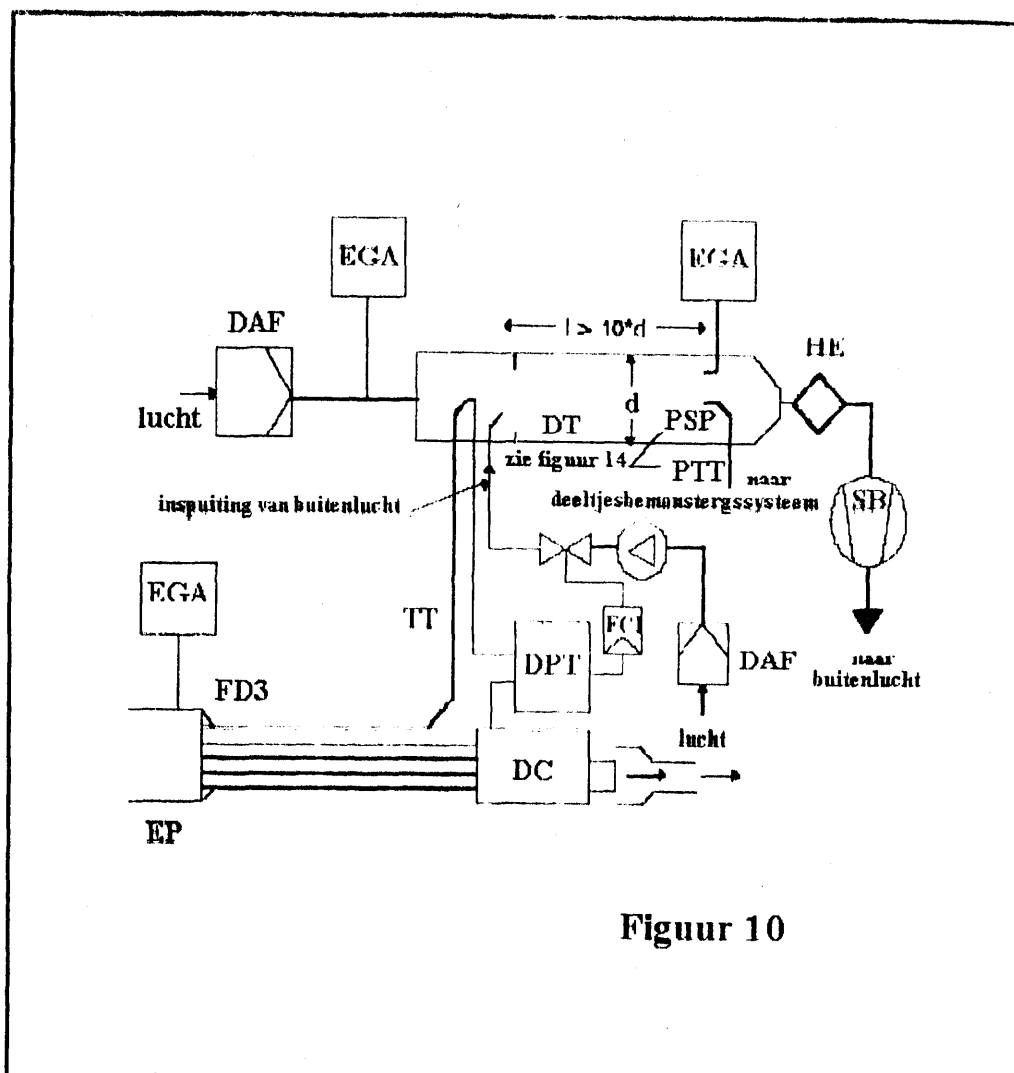 EGA
EGA
DAF
l > 10*d
HE
lucht
d
DT
PSP
zie figuur 14
PTT
naar
deeltjesbemonstergssysteem
inspuiting van buitenlucht
SB
EGA
TT
FC1
DPT
DAF
naar
buitenlucht
FD3
lucht
DC
EP
Figuur 10